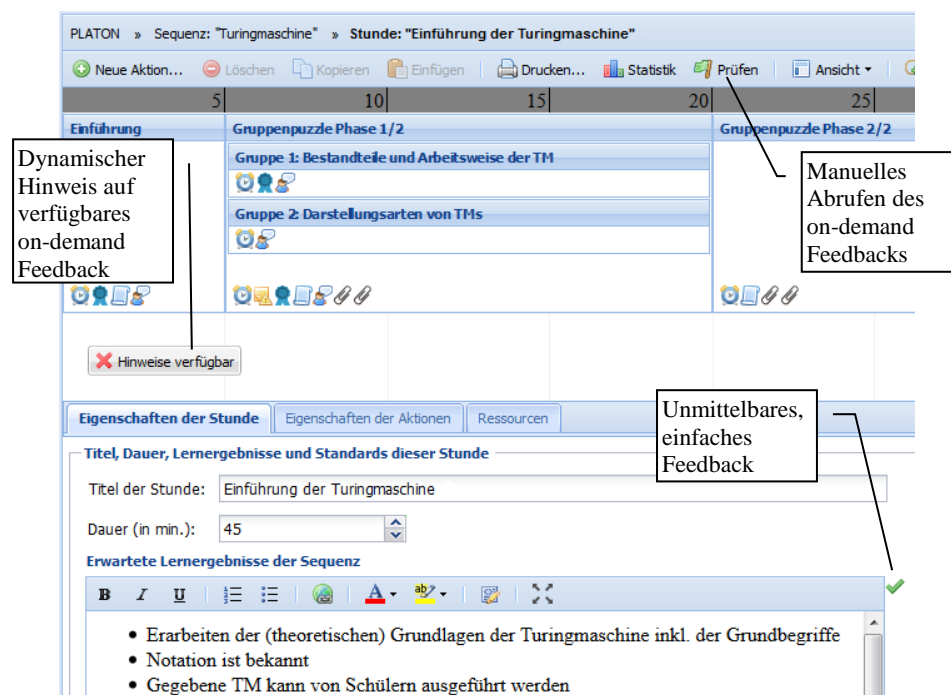 PLATON » Sequenz: "Turingmaschine" » Stunde: "Einführung der Turingmaschine"
Neue Aktion... Löschen Kopieren Einfügen Drucken... Statistik Prüfen Ansicht
5 10 15 20 25
Einführung Gruppenpuzzle Phase 1/2 Gruppenpuzzle Phase 2/2
Gruppe 1: Bestandteile und Arbeitsweise der TM
Gruppe 2: Darstellungsarten von TMs
Dynamischer
Hinweis auf
verfügbares
on-demand
Feedback
Manuelles
Abrufen des
on-demand
Feedbacks
Hinweise verfügbar
Unmittelbares,
einfaches
Feedback
Eigenschaften der Stunde Eigenschaften der Aktionen Ressourcen
Titel, Dauer, Lernergebnisse und Standards dieser Stunde
Titel der Stunde: Einführung der Turingmaschine
Dauer (in min.): 45
Erwartete Lernergebnisse der Sequenz
B I U A ab
• Erarbeiten der (theoretischen) Grundlagen der Turingmaschine inkl. der Grundbegriffe
• Notation ist bekannt
• Gegebene TM kann von Schülern ausgeführt werden